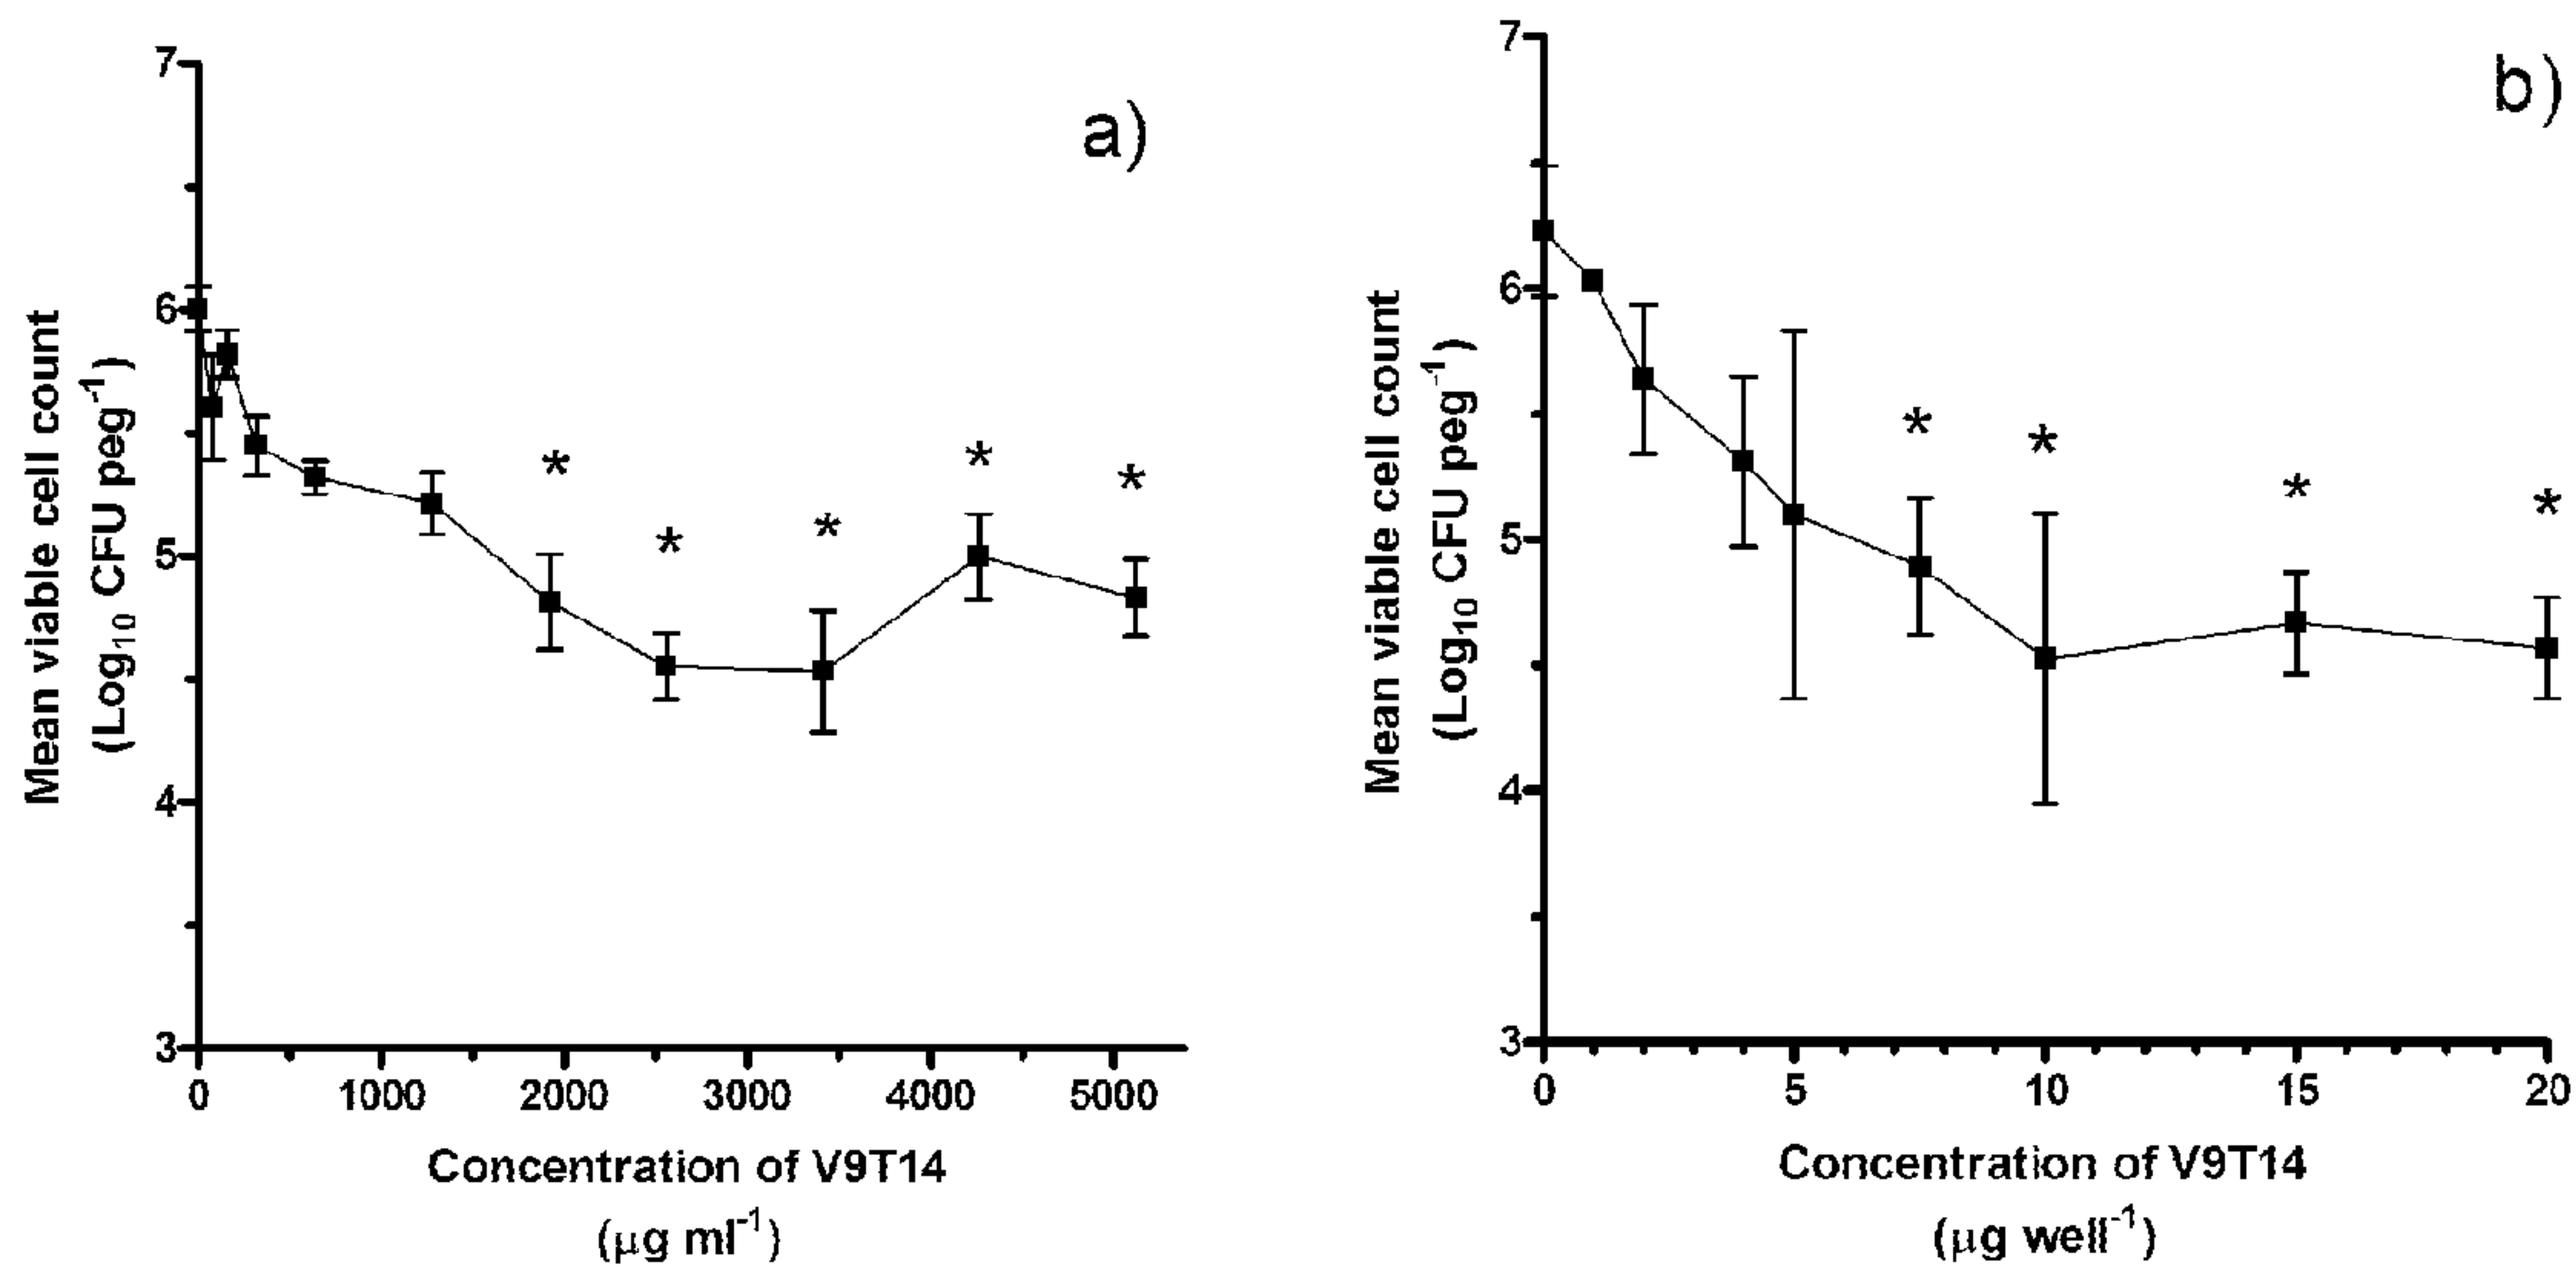 a)
7
6
5
4
3
Mean viable cell count
(Log₁₀ CFU peg⁻¹)
*
*
*
*
*
0 1000 2000 3000 4000 5000
Concentration of V9T14
(µg ml⁻¹)
b)
7
6
5
4
3
Mean viable cell count
(Log₁₀ CFU peg⁻¹)
*
*
*
*
0 5 10 15 20
Concentration of V9T14
(µg well⁻¹)